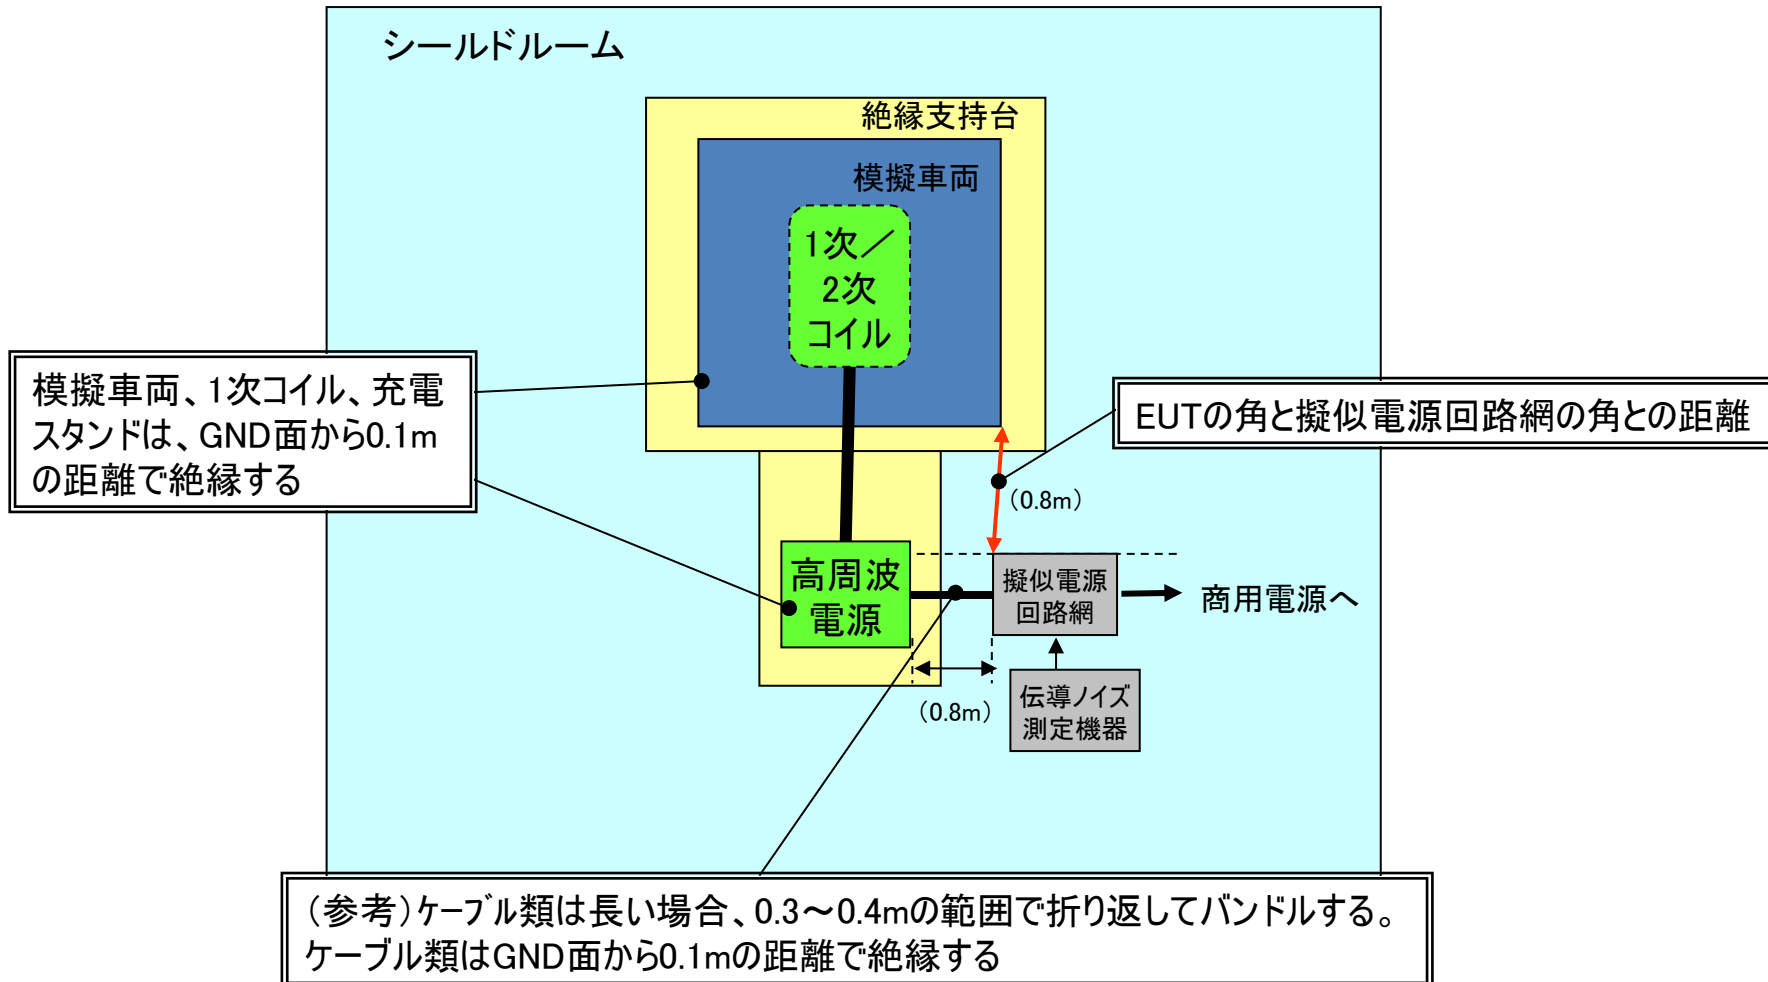 シールドルーム
絶縁支持台
模擬車両
1次／
2次
コイル
模擬車両、1次コイル、充電
スタンドは、GND面から0.1m
の距離で絶縁する
EUTの角と擬似電源回路網の角との距離
（0.8m）
高周波
電源
擬似電源
回路網
商用電源へ
（0.8m）
伝導ノイズ
測定機器
（参考）ケーブル類は長い場合、0.3～0.4mの範囲で折り返してバンドルする。
ケーブル類はGND面から0.1mの距離で絶縁する